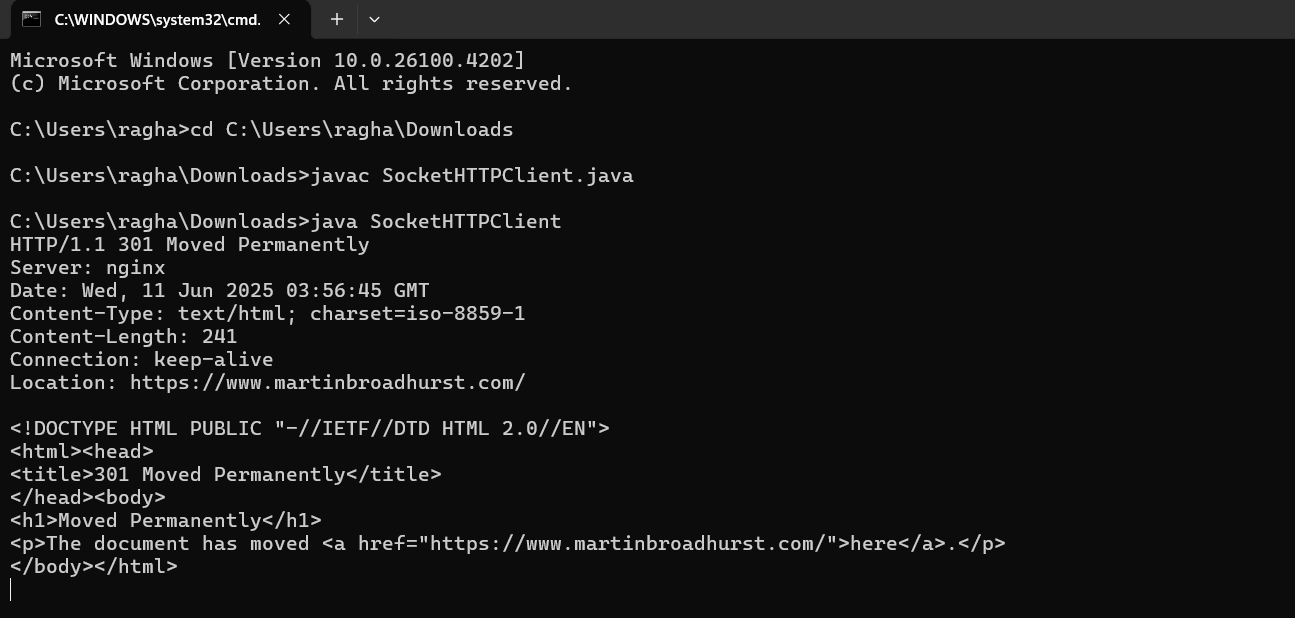 C:\WINDOWS\system32\cmd.
Microsoft Windows [Version 10.0.26100.4202]
(c) Microsoft Corporation. All rights reserved.
C:\Users\ragha>cd C:\Users\ragha\Downloads
C:\Users\ragha\Downloads>javac SocketHTTPClient.java
C:\Users\ragha\Downloads>java SocketHTTPClient
HTTP/1.1 301 Moved Permanently
Server: nginx
Date: Wed, 11 Jun 2025 03:56:45 GMT
Content-Type: text/html; charset=iso-8859-1
Content-Length: 241
Connection: keep-alive
Location: https://www.martinbroadhurst.com/
<!DOCTYPE HTML PUBLIC "-//IETF//DTD HTML 2.0//EN">
<html><head>
<title>301 Moved Permanently</title>
</head><body>
<h1>Moved Permanently</h1>
<p>The document has moved <a href="https://www.martinbroadhurst.com/">here</a>.</p>
</body></html>